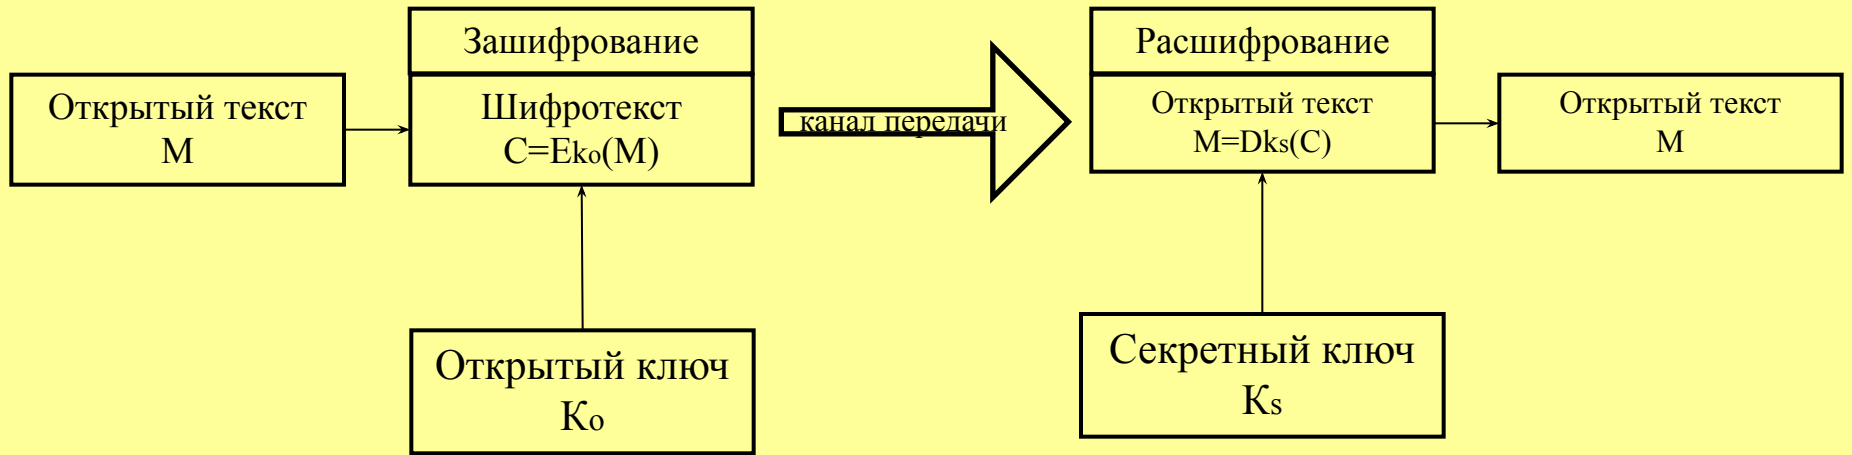 Открытый текст
М
Зашифрование
Шифротекст
C=Eko(M)
канал передачи
Расшифрование
Открытый текст
M=Dks(C)
Открытый текст
М
Открытый ключ
Ko
Секретный ключ
Ks